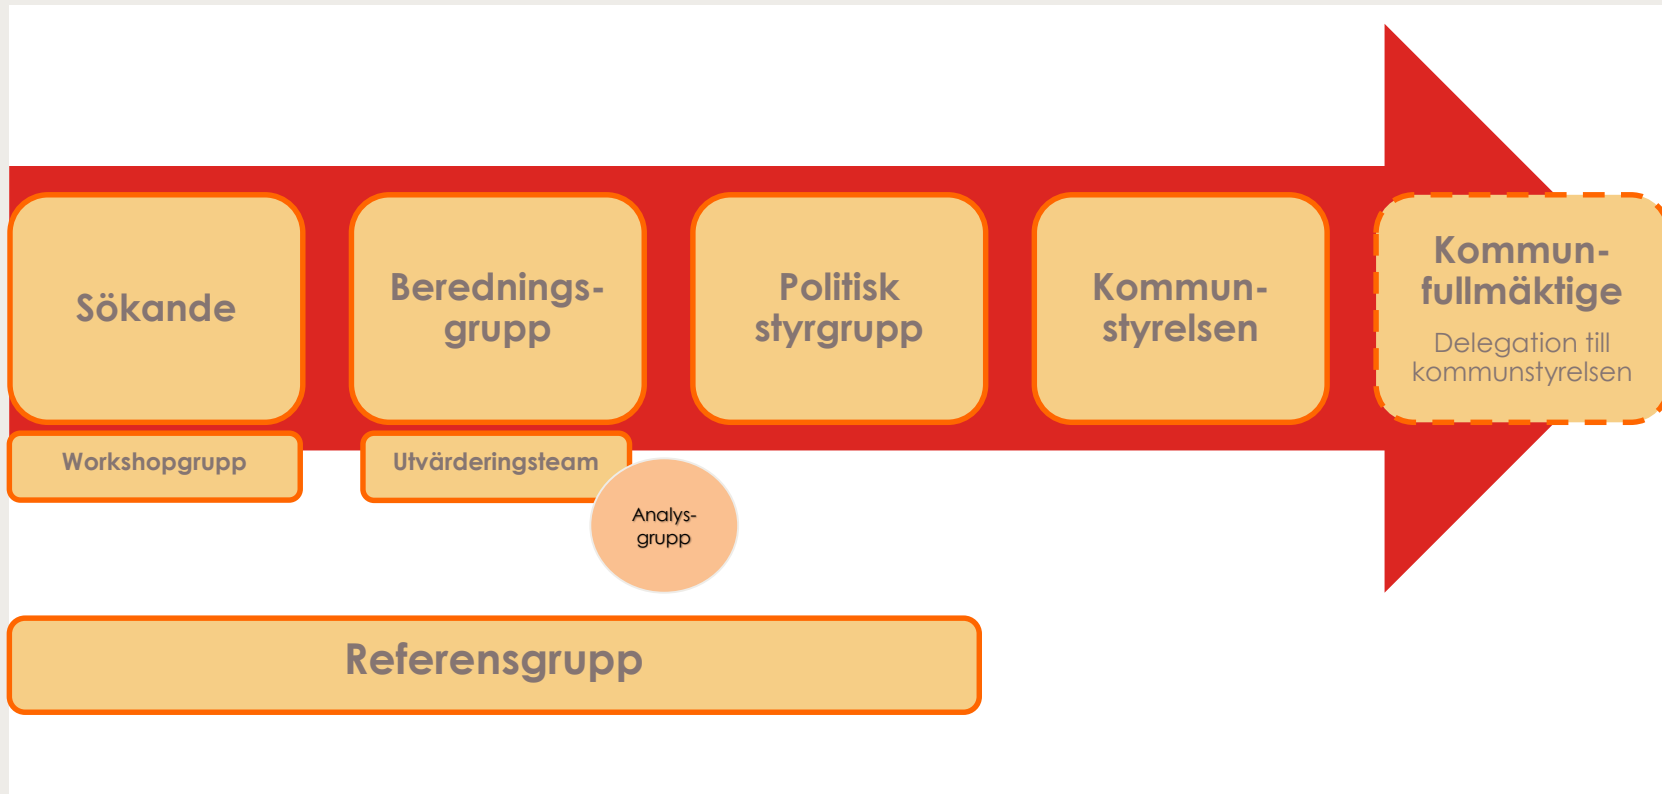 Sökande
Berednings-
grupp
Politisk
styrgrupp
Kommun-
styrelsen
Kommun-
fullmäktige
Delegation till
kommunstyrelsen
Workshopgrupp
Utvärderingsteam
Analys-
grupp
Referensgrupp